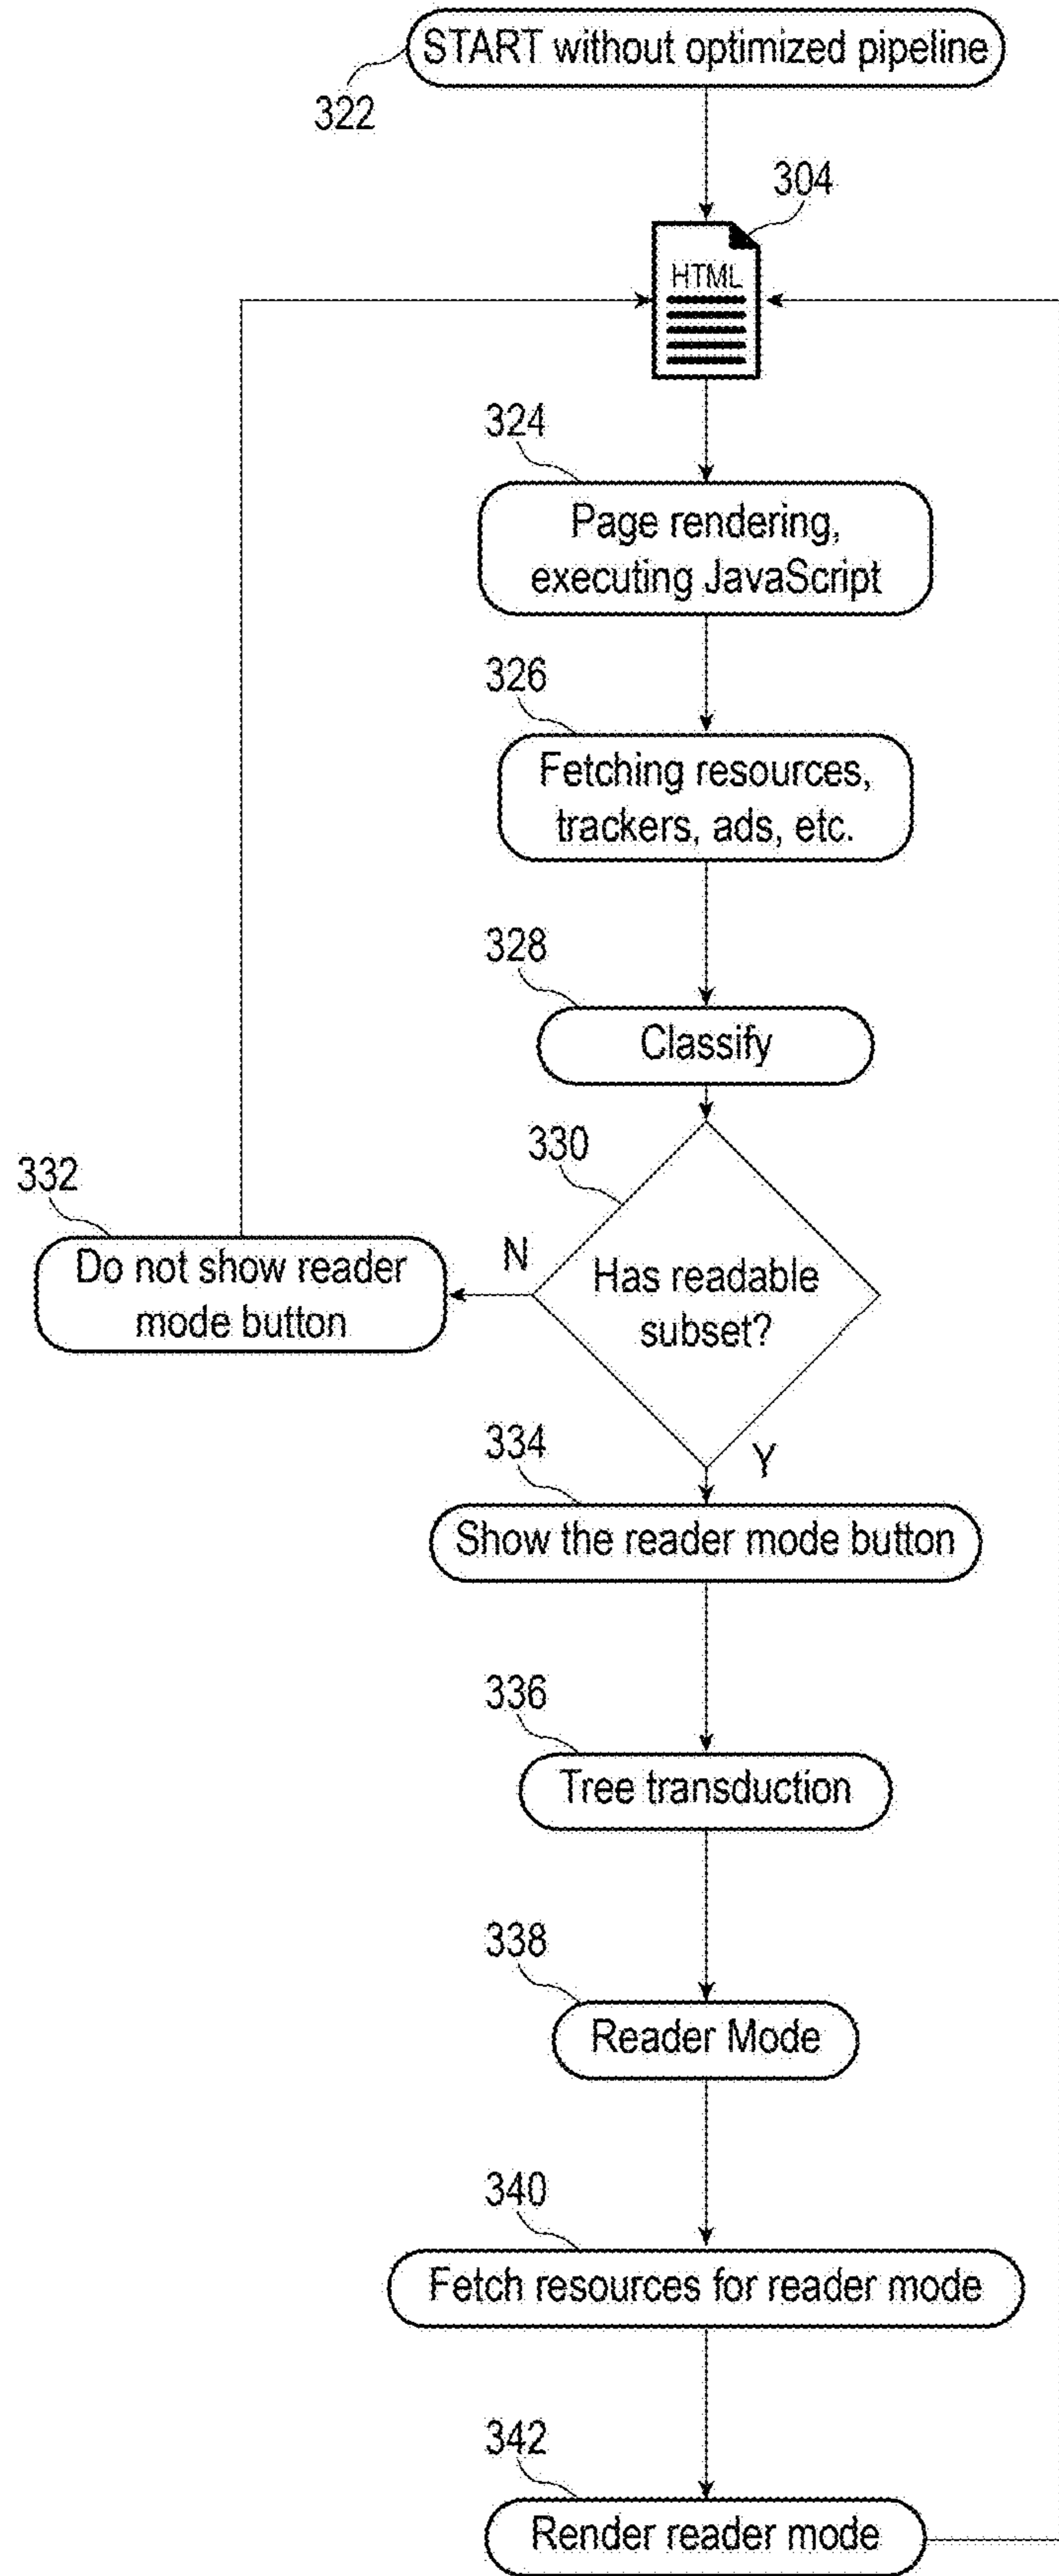 START without optimized pipeline
322
304
HTML
324
Page rendering,
executing JavaScript
326
Fetching resources,
trackers, ads, etc.
328
Classify
330
332
Do not show reader
mode button
N
Has readable
subset?
334
Y
Show the reader mode button
336
Tree transduction
338
Reader Mode
340
Fetch resources for reader mode
342
Render reader mode